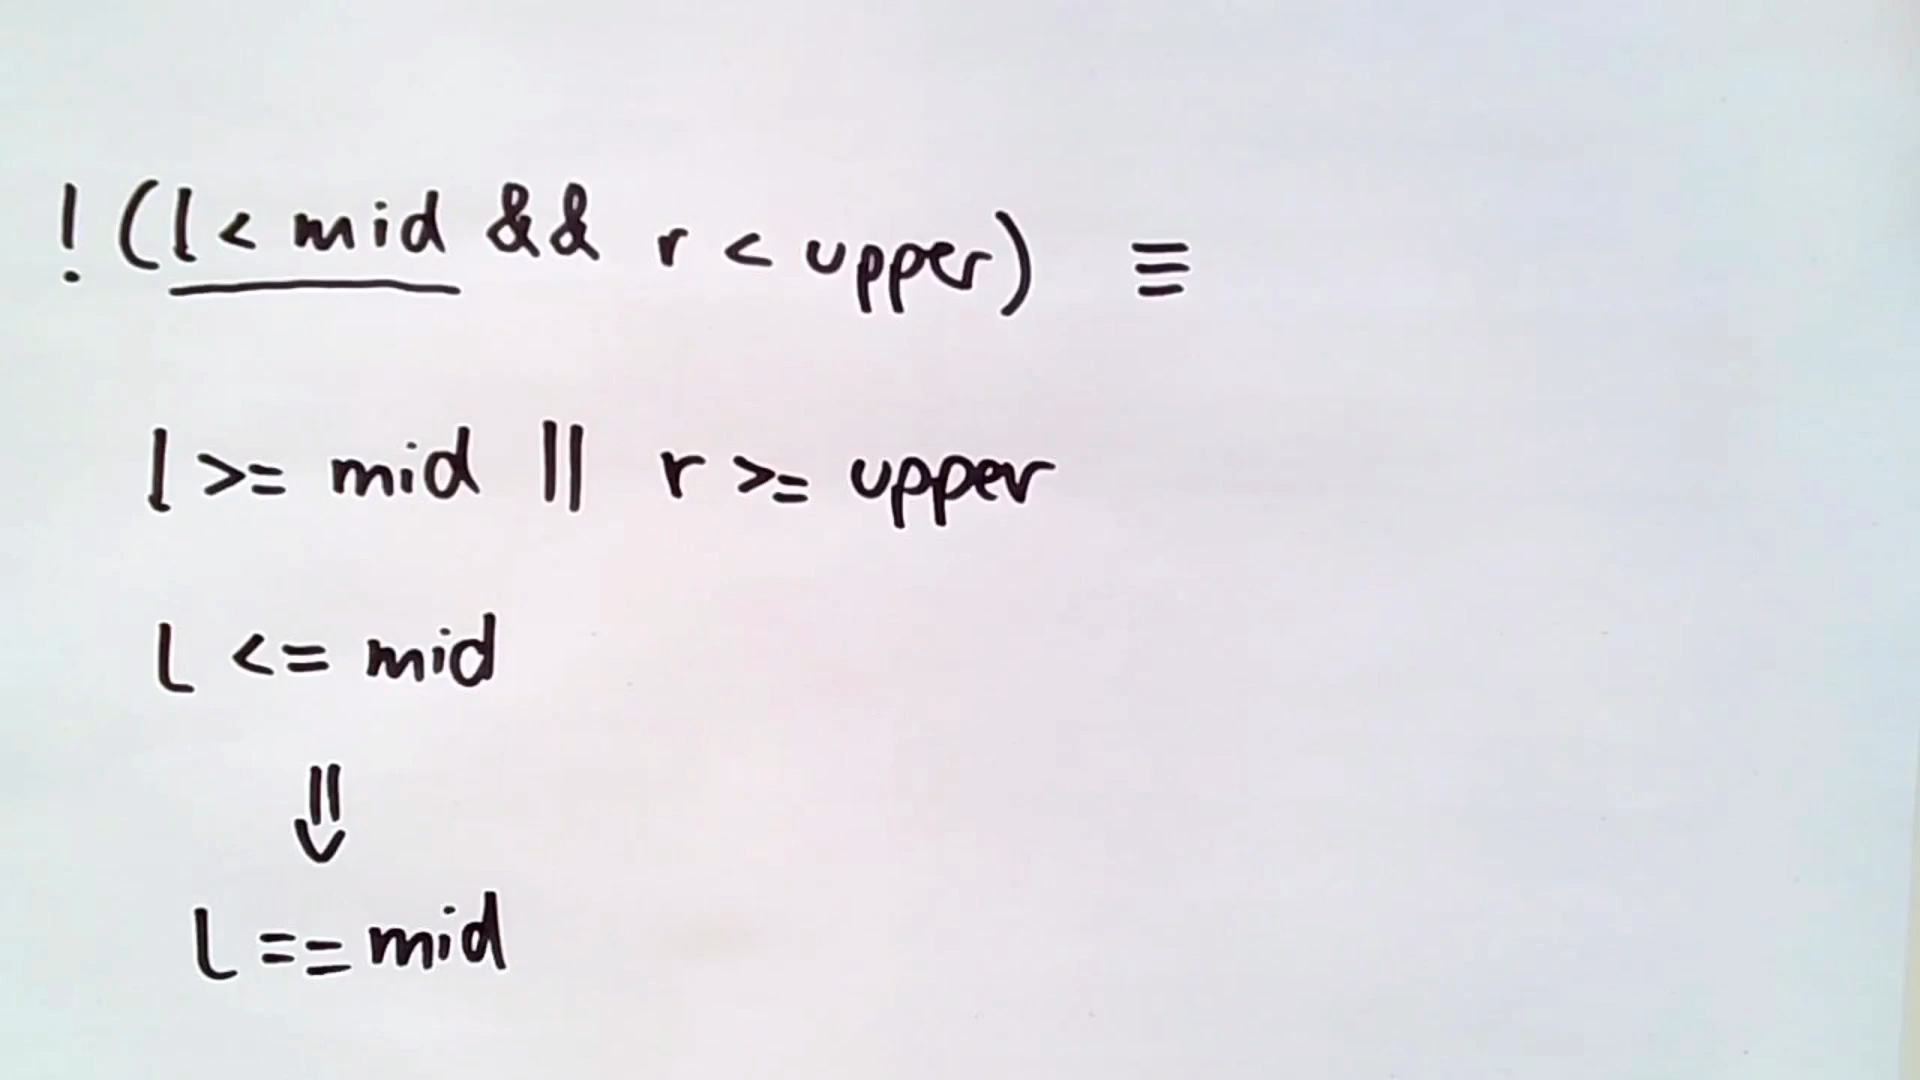 ! (l < mid && r < upper) ≡
l >= mid || r >= upper
l <= mid
⇓
l == mid